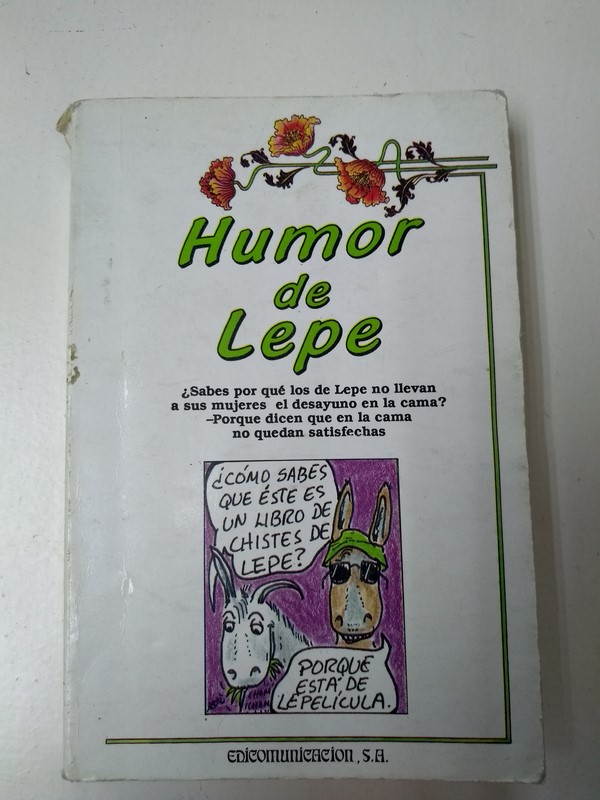 Humor
de
Lepe
¿Sabes por qué los de Lepe no llevan
a sus mujeres el desayuno en la cama?
–Porque dicen que en la cama
no quedan satisfechas
¿CÓMO SABES
QUE ÉSTE ES
UN LIBRO DE
CHISTES DE
LEPE?
PORQUE
ESTÁ DE
LEPELÍCULA.
EDICOMUNICACION, S.A.